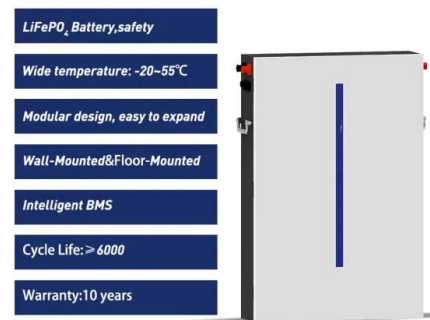 LiFePO₄ Battery,safety
Wide temperature: -20~55℃
Modular design, easy to expand
Wall-Mounted&Floor-Mounted
Intelligent BMS
Cycle Life:≥6000
Warranty:10 years